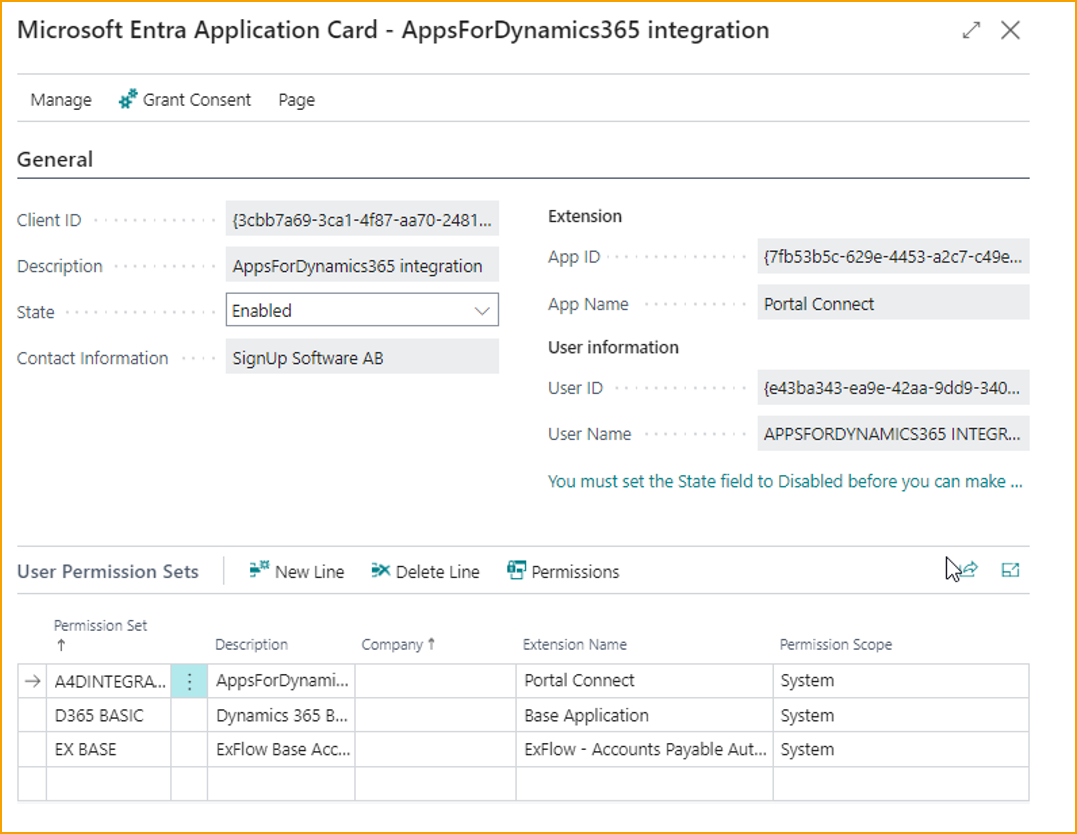 Microsoft Entra Application Card - AppsForDynamics365 integration
Manage Grant Consent Page
General
Client ID {3cbb7a69-3ca1-4f87-aa70-2481...
Description AppsForDynamics365 integration
State Enabled
Contact Information SignUp Software AB
Extension
App ID {7fb53b5c-629e-4453-a2c7-c49e...
App Name Portal Connect
User information
User ID {e43ba343-ea9e-42aa-9dd9-340...
User Name APPSFORDYNAMICS365 INTEGR...
You must set the State field to Disabled before you can make ...
User Permission Sets New Line Delete Line Permissions
Permission Set ↑ Description Company ↑ Extension Name Permission Scope
A4DINTEGRA... AppsForDynami... Portal Connect System
D365 BASIC Dynamics 365 B... Base Application System
EX BASE ExFlow Base Acc... ExFlow - Accounts Payable Aut... System